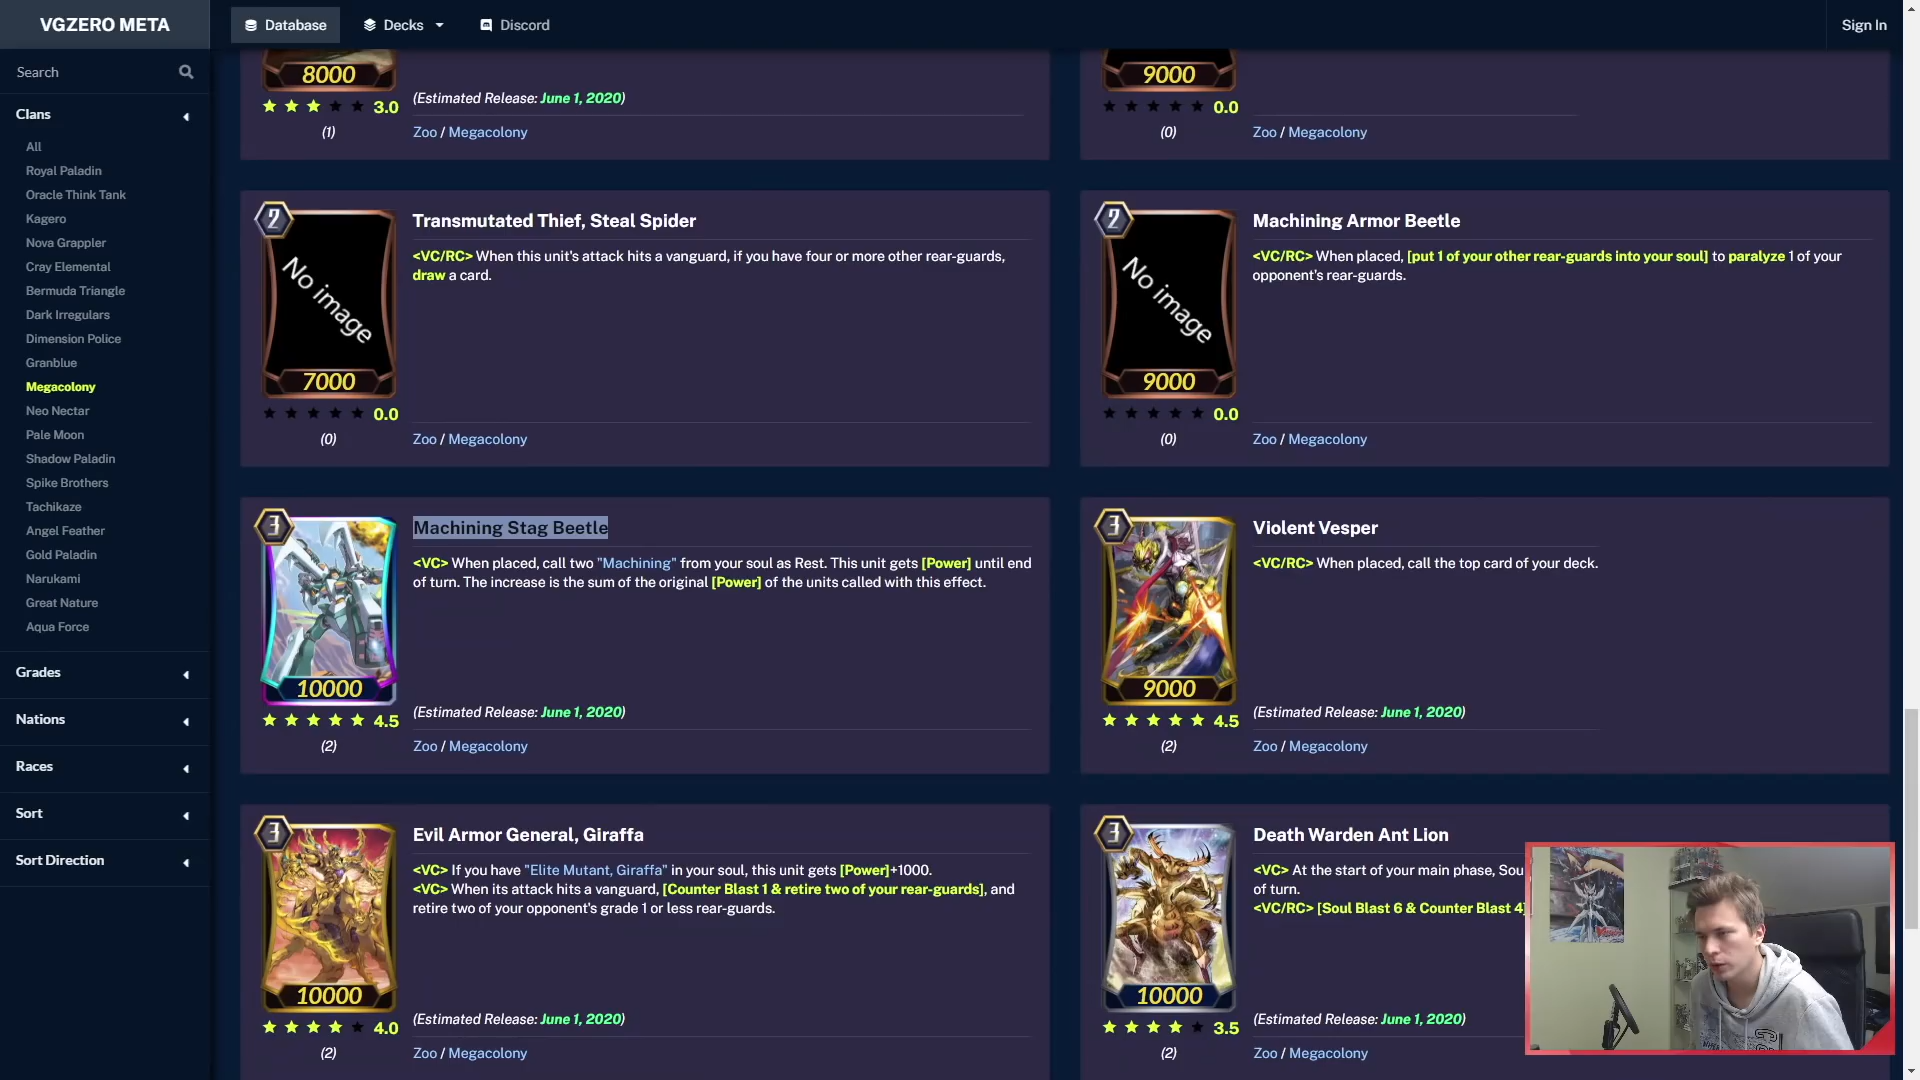 VGZERO META
Database
Decks
Discord
Sign In
Search
Clans
All
Royal Paladin
Oracle Think Tank
Kagero
Nova Grappler
Cray Elemental
Bermuda Triangle
Dark Irregulars
Dimension Police
Granblue
Megacolony
Neo Nectar
Pale Moon
Shadow Paladin
Spike Brothers
Tachikaze
Angel Feather
Gold Paladin
Narukami
Great Nature
Aqua Force
Grades
Nations
Races
Sort
Sort Direction
8000
3.0
(1)
(Estimated Release: June 1, 2020)
Zoo / Megacolony
9000
0.0
(0)
Zoo / Megacolony
2
Transmutated Thief, Steal Spider
<VC/RC> When this unit's attack hits a vanguard, if you have four or more other rear-guards,
draw a card.
No image
7000
0.0
(0)
Zoo / Megacolony
2
Machining Armor Beetle
<VC/RC> When placed, [put 1 of your other rear-guards into your soul] to paralyze 1 of your
opponent's rear-guards.
No image
9000
0.0
(0)
Zoo / Megacolony
3
Machining Stag Beetle
<VC> When placed, call two "Machining" from your soul as Rest. This unit gets [Power] until end
of turn. The increase is the sum of the original [Power] of the units called with this effect.
10000
4.5
(2)
(Estimated Release: June 1, 2020)
Zoo / Megacolony
3
Violent Vesper
<VC/RC> When placed, call the top card of your deck.
9000
4.5
(2)
(Estimated Release: June 1, 2020)
Zoo / Megacolony
3
Evil Armor General, Giraffa
<VC> If you have "Elite Mutant, Giraffa" in your soul, this unit gets [Power]+1000.
<VC> When its attack hits a vanguard, [Counter Blast 1 & retire two of your rear-guards], and
retire two of your opponent's grade 1 or less rear-guards.
10000
4.0
(2)
(Estimated Release: June 1, 2020)
Zoo / Megacolony
3
Death Warden Ant Lion
<VC> At the start of your main phase, Sou
of turn.
<VC/RC> [Soul Blast 6 & Counter Blast 4]
10000
3.5
(2)
(Estimated Release: June 1, 2020)
Zoo / Megacolony